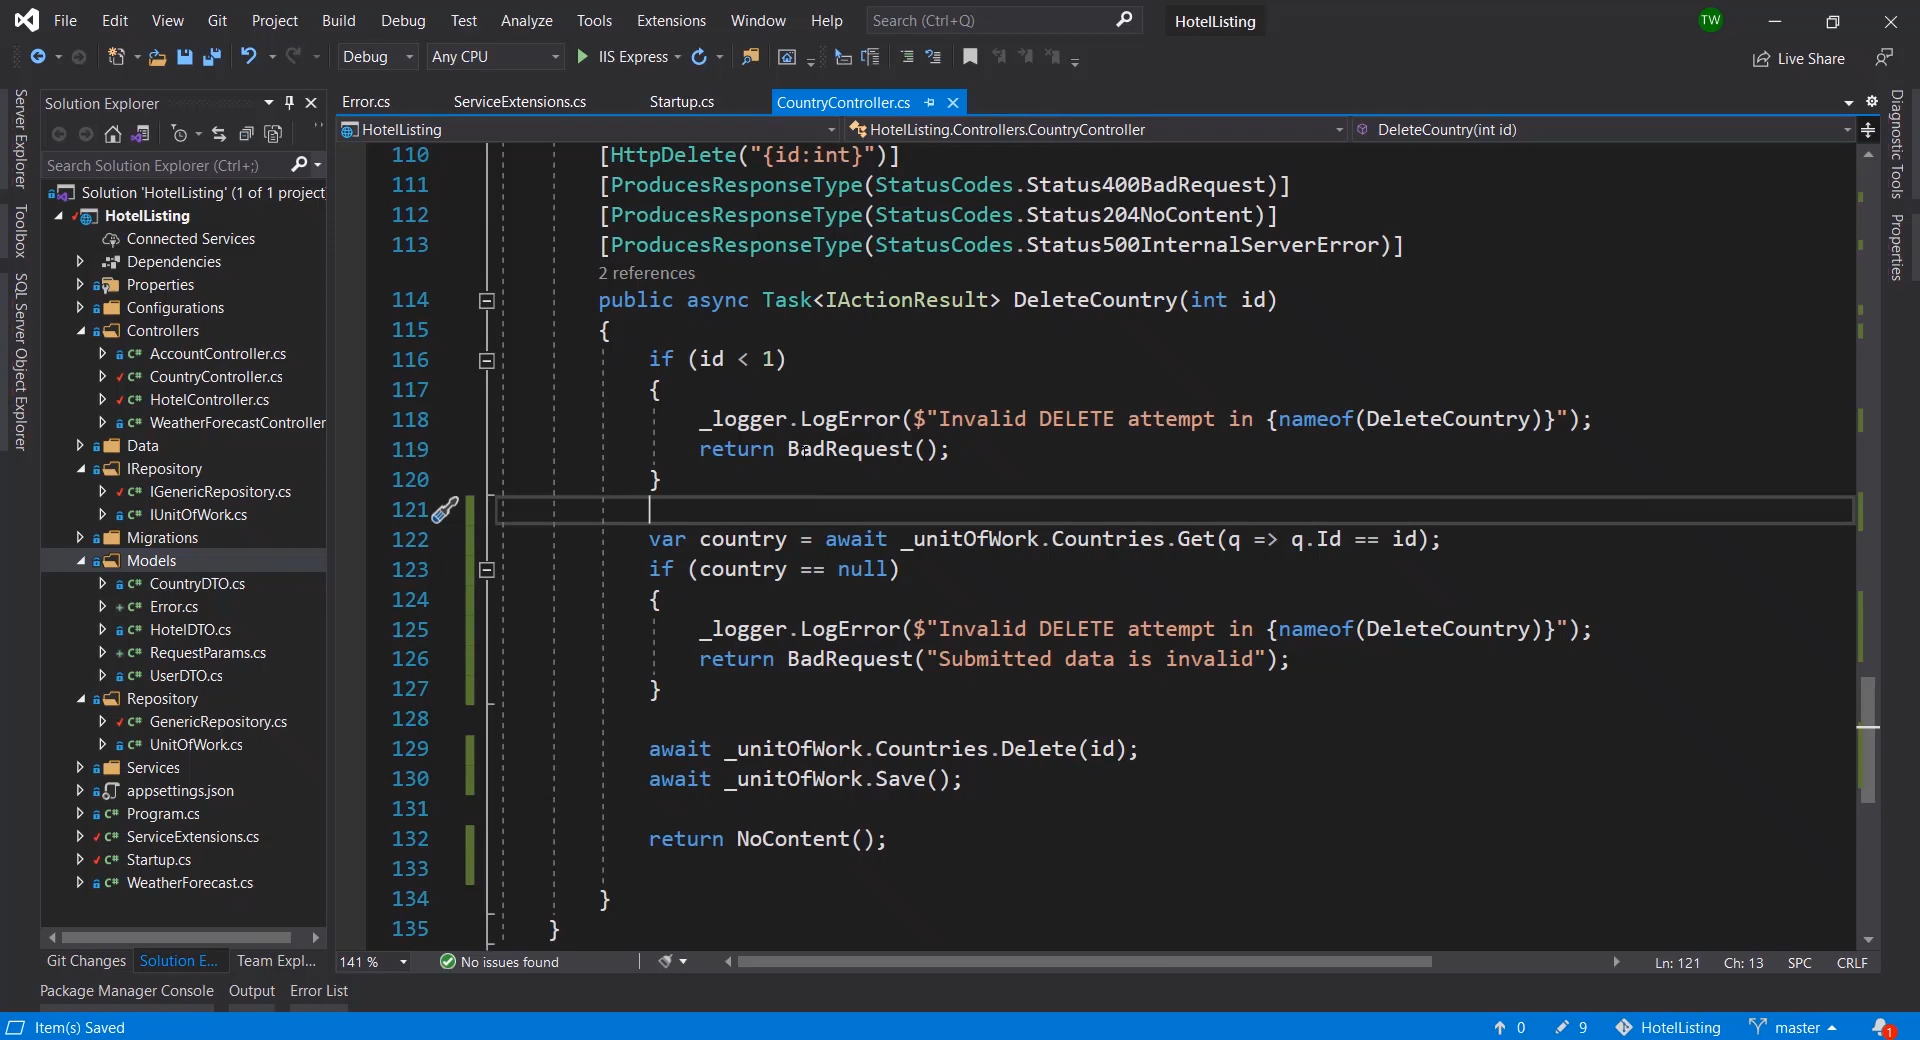 File Edit View Git Project Build Debug Test Analyze Tools Extensions Window Help Search (Ctrl+Q) HotelListing TW
Debug Any CPU IIS Express Live Share
Server Explorer
Toolbox
SQL Server Object Explorer
Solution Explorer
Search Solution Explorer (Ctrl+;)
Solution 'HotelListing' (1 of 1 project
HotelListing
Connected Services
Dependencies
Properties
Configurations
Controllers
C# AccountController.cs
C# CountryController.cs
C# HotelController.cs
C# WeatherForecastController
Data
IRepository
C# IGenericRepository.cs
C# IUnitOfWork.cs
Migrations
Models
C# CountryDTO.cs
C# Error.cs
C# HotelDTO.cs
C# RequestParams.cs
C# UserDTO.cs
Repository
C# GenericRepository.cs
C# UnitOfWork.cs
Services
appsettings.json
C# Program.cs
C# ServiceExtensions.cs
C# Startup.cs
C# WeatherForecast.cs
Git Changes Solution E... Team Expl...
Error.cs ServiceExtensions.cs Startup.cs CountryController.cs
HotelListing HotelListing.Controllers.CountryController DeleteCountry(int id)
110 [HttpDelete("{id:int}")]
111 [ProducesResponseType(StatusCodes.Status400BadRequest)]
112 [ProducesResponseType(StatusCodes.Status204NoContent)]
113 [ProducesResponseType(StatusCodes.Status500InternalServerError)]
2 references
114 public async Task<IActionResult> DeleteCountry(int id)
115 {
116 if (id < 1)
117 {
118 _logger.LogError($"Invalid DELETE attempt in {nameof(DeleteCountry)}");
119 return BadRequest();
120 }
121
122 var country = await _unitOfWork.Countries.Get(q => q.Id == id);
123 if (country == null)
124 {
125 _logger.LogError($"Invalid DELETE attempt in {nameof(DeleteCountry)}");
126 return BadRequest("Submitted data is invalid");
127 }
128
129 await _unitOfWork.Countries.Delete(id);
130 await _unitOfWork.Save();
131
132 return NoContent();
133
134 }
135 }
141 % No issues found Ln: 121 Ch: 13 SPC CRLF
Diagnostic Tools
Properties
Package Manager Console Output Error List
Item(s) Saved 0 9 HotelListing master 1